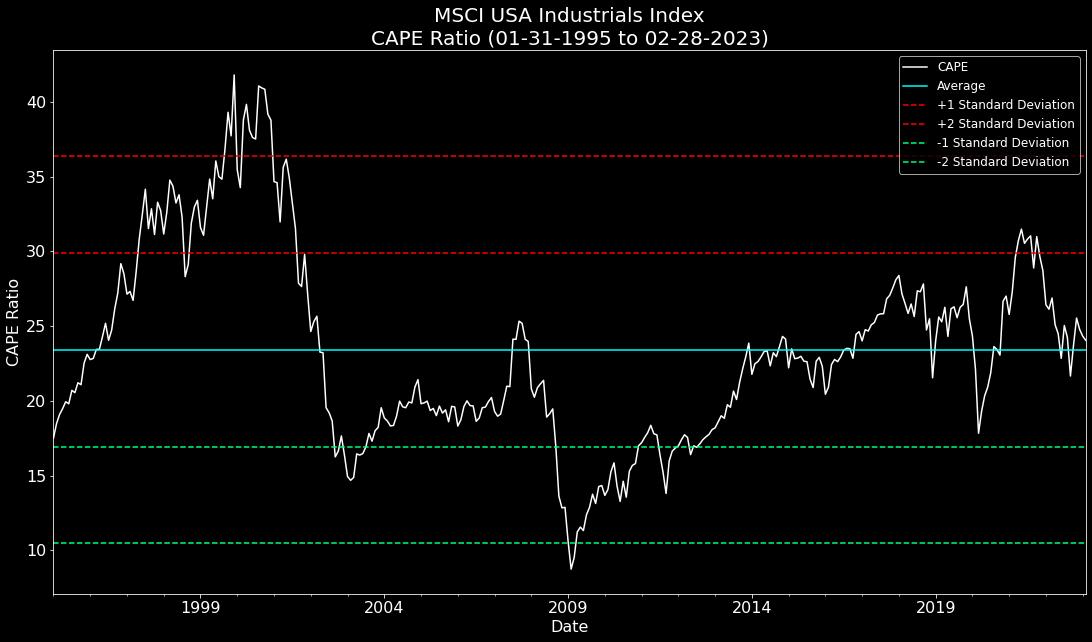 MSCI USA Industrials Index
CAPE Ratio (01-31-1995 to 02-28-2023)
CAPE
Average
+1 Standard Deviation
+2 Standard Deviation
-1 Standard Deviation
-2 Standard Deviation
CAPE Ratio
40
35
30
25
20
15
10
1999
2004
2009
2014
2019
Date